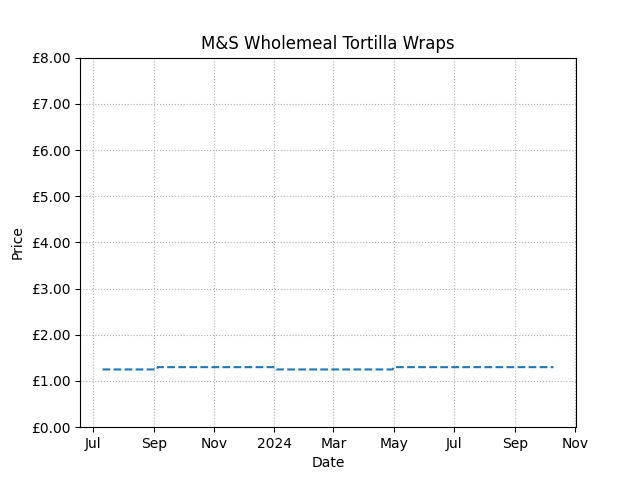 M&S Wholemeal Tortilla Wraps
£8.00
£7.00
£6.00
£5.00
£4.00
£3.00
£2.00
£1.00
£0.00
Price
Jul Sep Nov 2024 Mar May Jul Sep Nov
Date